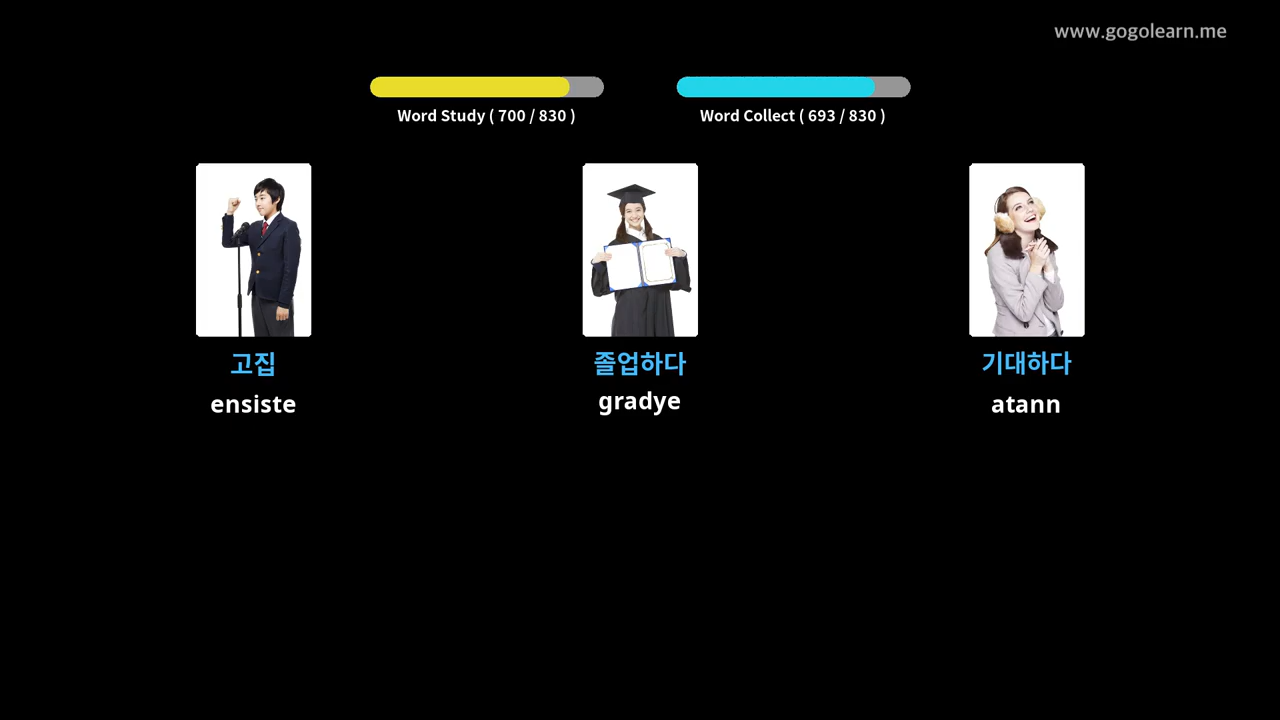 www.gogolearn.me
Word Study ( 700 / 830 )
Word Collect ( 693 / 830 )
고집
졸업하다
기대하다
ensiste
gradye
atann